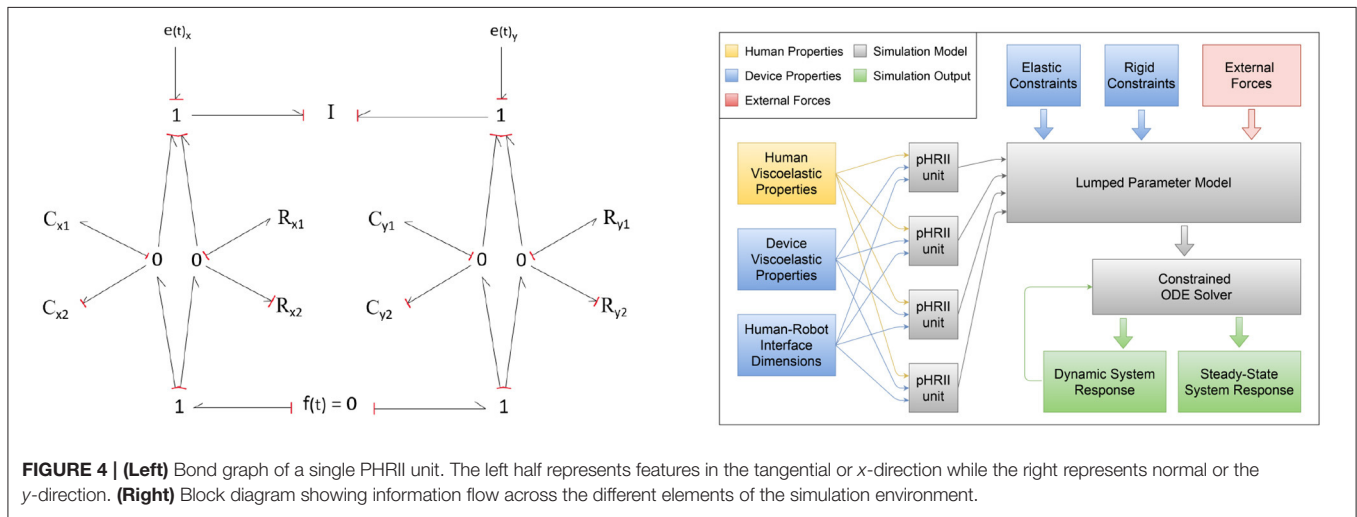 e(t)x
e(t)y
1
I
1
Cx1
Rx1
Cy1
Ry1
0
0
0
0
Cx2
Rx2
Cy2
Ry2
1
f(t) = 0
1
Human Properties
Simulation Model
Device Properties
Simulation Output
External Forces
Elastic
Constraints
Rigid
Constraints
External
Forces
Human
Viscoelastic
Properties
Device
Viscoelastic
Properties
Human-Robot
Interface
Dimensions
pHRII
unit
pHRII
unit
pHRII
unit
pHRII
unit
Lumped Parameter Model
Constrained
ODE Solver
Dynamic System
Response
Steady-State
System Response
FIGURE 4 | (Left) Bond graph of a single PHRII unit. The left half represents features in the tangential or x-direction while the right represents normal or the
y-direction. (Right) Block diagram showing information flow across the different elements of the simulation environment.